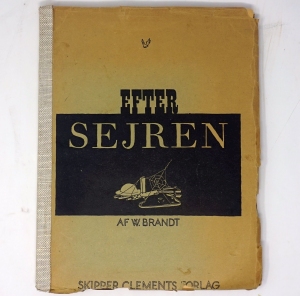 EFTER
SEJREN
AF W. BRANDT
SKIPPER CLEMENTS FORLAG